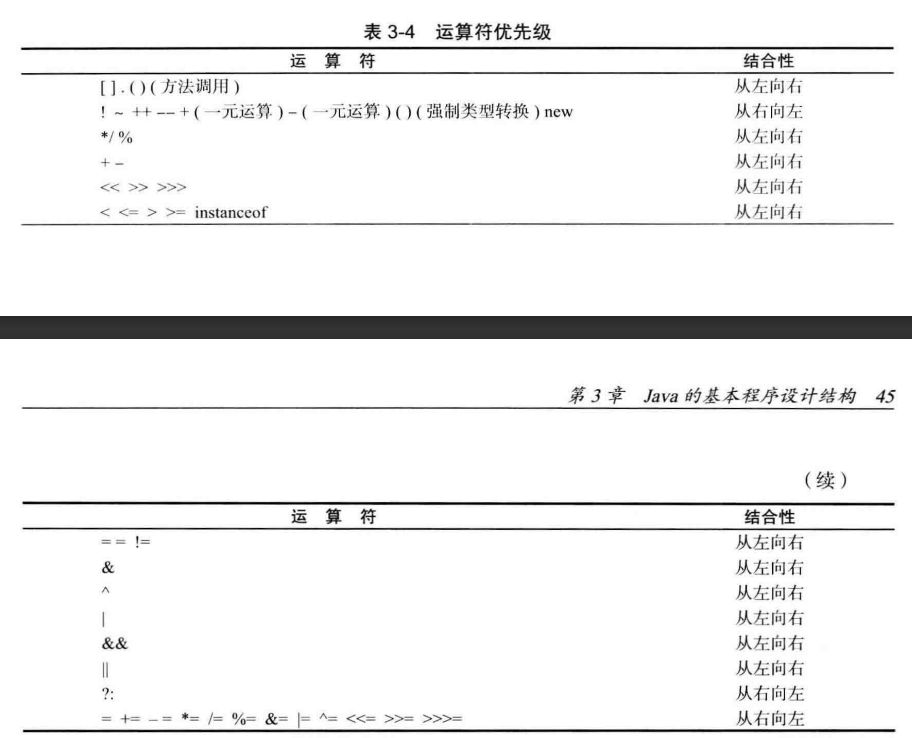 表 3-4 运算符优先级
运 算 符 结合性
[ ] . ( ) ( 方法调用 ) 从左向右
! ~ ++ -- + ( 一元运算 ) – ( 一元运算 ) ( ) ( 强制类型转换 ) new 从右向左
* / % 从左向右
+ – 从左向右
<< >> >>> 从左向右
< <= > >= instanceof 从左向右
第 3 章 Java 的基本程序设计结构 45
（续）
运 算 符 结合性
= = != 从左向右
& 从左向右
^ 从左向右
| 从左向右
&& 从左向右
|| 从左向右
?: 从右向左
= += – = *= /= %= &= |= ^= <<= >>= >>>= 从右向左